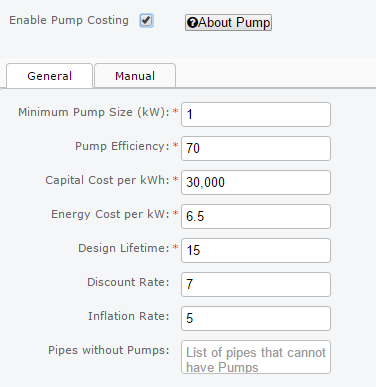 Enable Pump Costing
About Pump
General
Manual
Minimum Pump Size (kW): * 1
Pump Efficiency: * 70
Capital Cost per kWh: * 30,000
Energy Cost per kW: * 6.5
Design Lifetime: * 15
Discount Rate: 7
Inflation Rate: 5
Pipes without Pumps: List of pipes that cannot
have Pumps